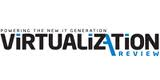 POWERING THE NEW IT GENERATION
VIRTUALIZATION
REVIEW